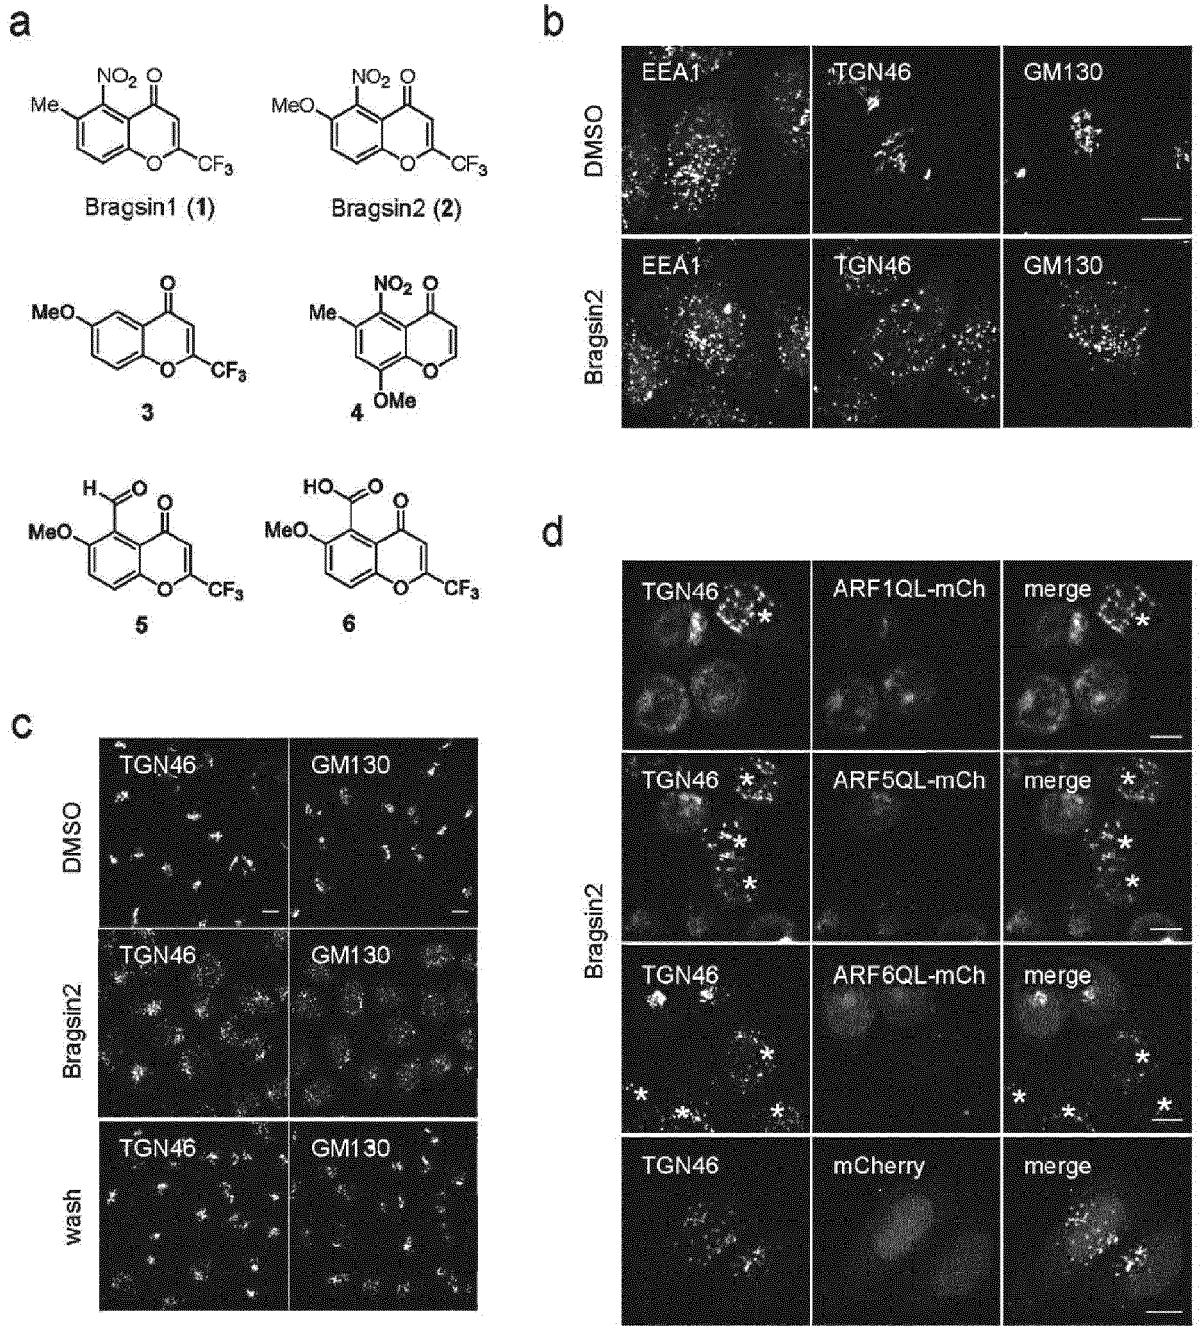 a
NO₂ O
Me
O CF₃
Bragsin1 (1)
NO₂ O
MeO
O CF₃
Bragsin2 (2)
O
MeO
O CF₃
3
NO₂ O
Me
O
OMe
4
H O O
MeO
O CF₃
5
HO O O
MeO
O CF₃
6
b
EEA1 TGN46 GM130
DMSO
EEA1 TGN46 GM130
Bragsin2
c
TGN46 GM130
DMSO
TGN46 GM130
Bragsin2
TGN46 GM130
wash
d
TGN46 ARF1QL-mCh merge
* *
TGN46 ARF5QL-mCh merge
* *
* *
* *
Bragsin2
TGN46 ARF6QL-mCh merge
* *
* * * * * *
TGN46 mCherry merge